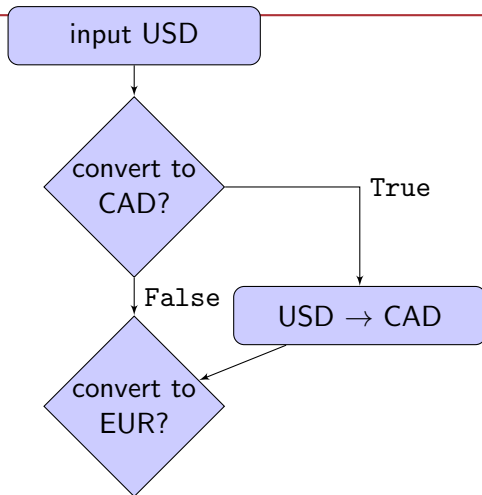 input USD
convert to
CAD?
True
False
USD → CAD
convert to
EUR?